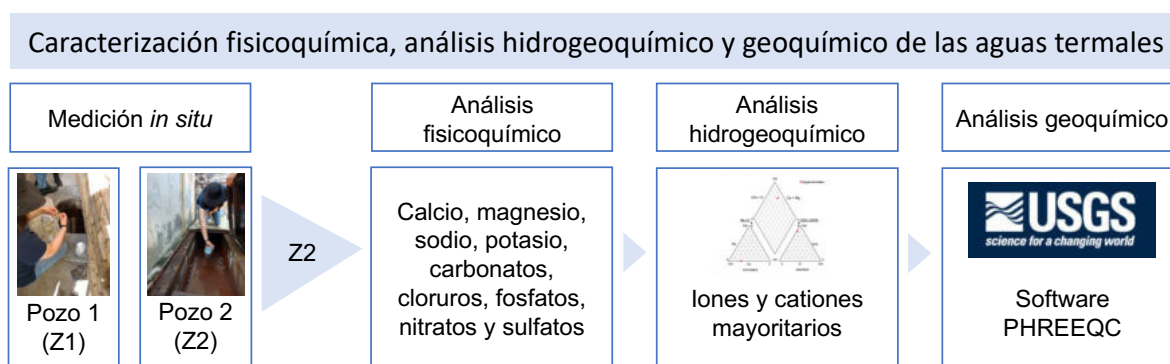 Caracterización fisicoquímica, análisis hidrogeoquímico y geoquímico de las aguas termales
Medición in situ
Análisis
fisicoquímico
Análisis
hidrogeoquímico
Análisis geoquímico
Pozo 1
(Z1)
Pozo 2
(Z2)
Z2
Calcio, magnesio,
sodio, potasio,
carbonatos,
cloruros, fosfatos,
nitratos y sulfatos
Iones y cationes
mayoritarios
USGS
science for a changing world
Software
PHREEQC